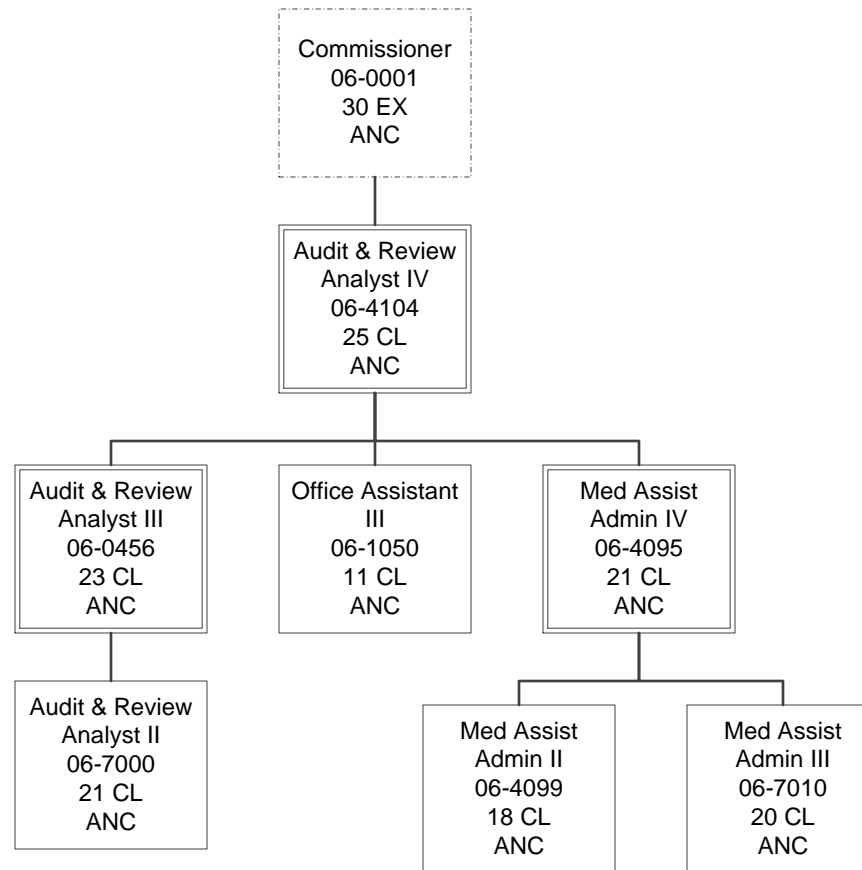 Commissioner
06-0001
30 EX
ANC
Audit & Review
Analyst IV
06-4104
25 CL
ANC
Audit & Review
Analyst III
06-0456
23 CL
ANC
Office Assistant
III
06-1050
11 CL
ANC
Med Assist
Admin IV
06-4095
21 CL
ANC
Audit & Review
Analyst II
06-7000
21 CL
ANC
Med Assist
Admin II
06-4099
18 CL
ANC
Med Assist
Admin III
06-7010
20 CL
ANC